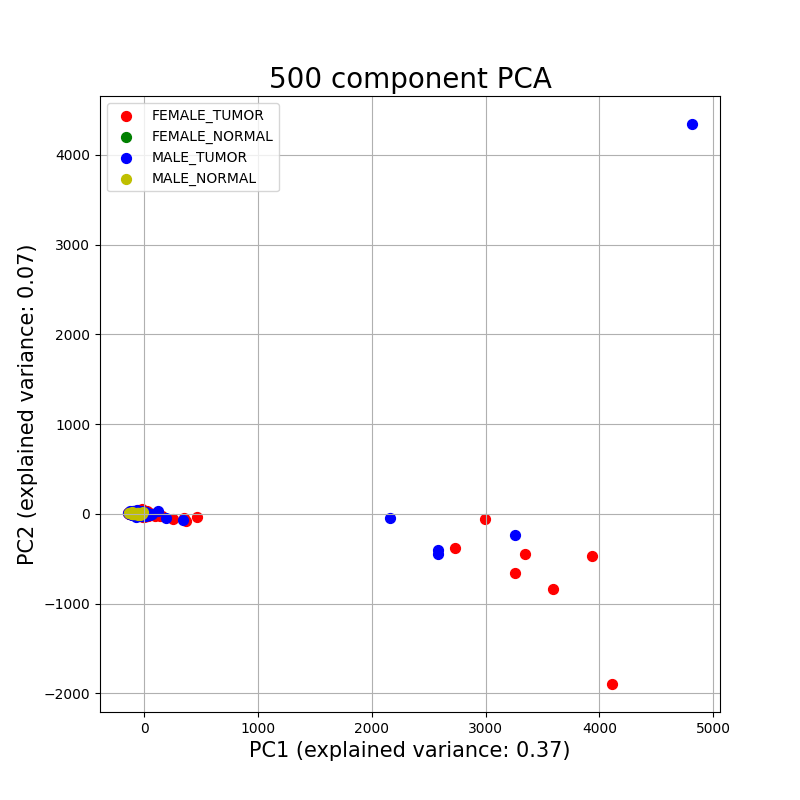 500 component PCA
FEMALE_TUMOR
FEMALE_NORMAL
MALE_TUMOR
MALE_NORMAL
PC2 (explained variance: 0.07)
4000
3000
2000
1000
0
−1000
−2000
0
1000
2000
3000
4000
5000
PC1 (explained variance: 0.37)